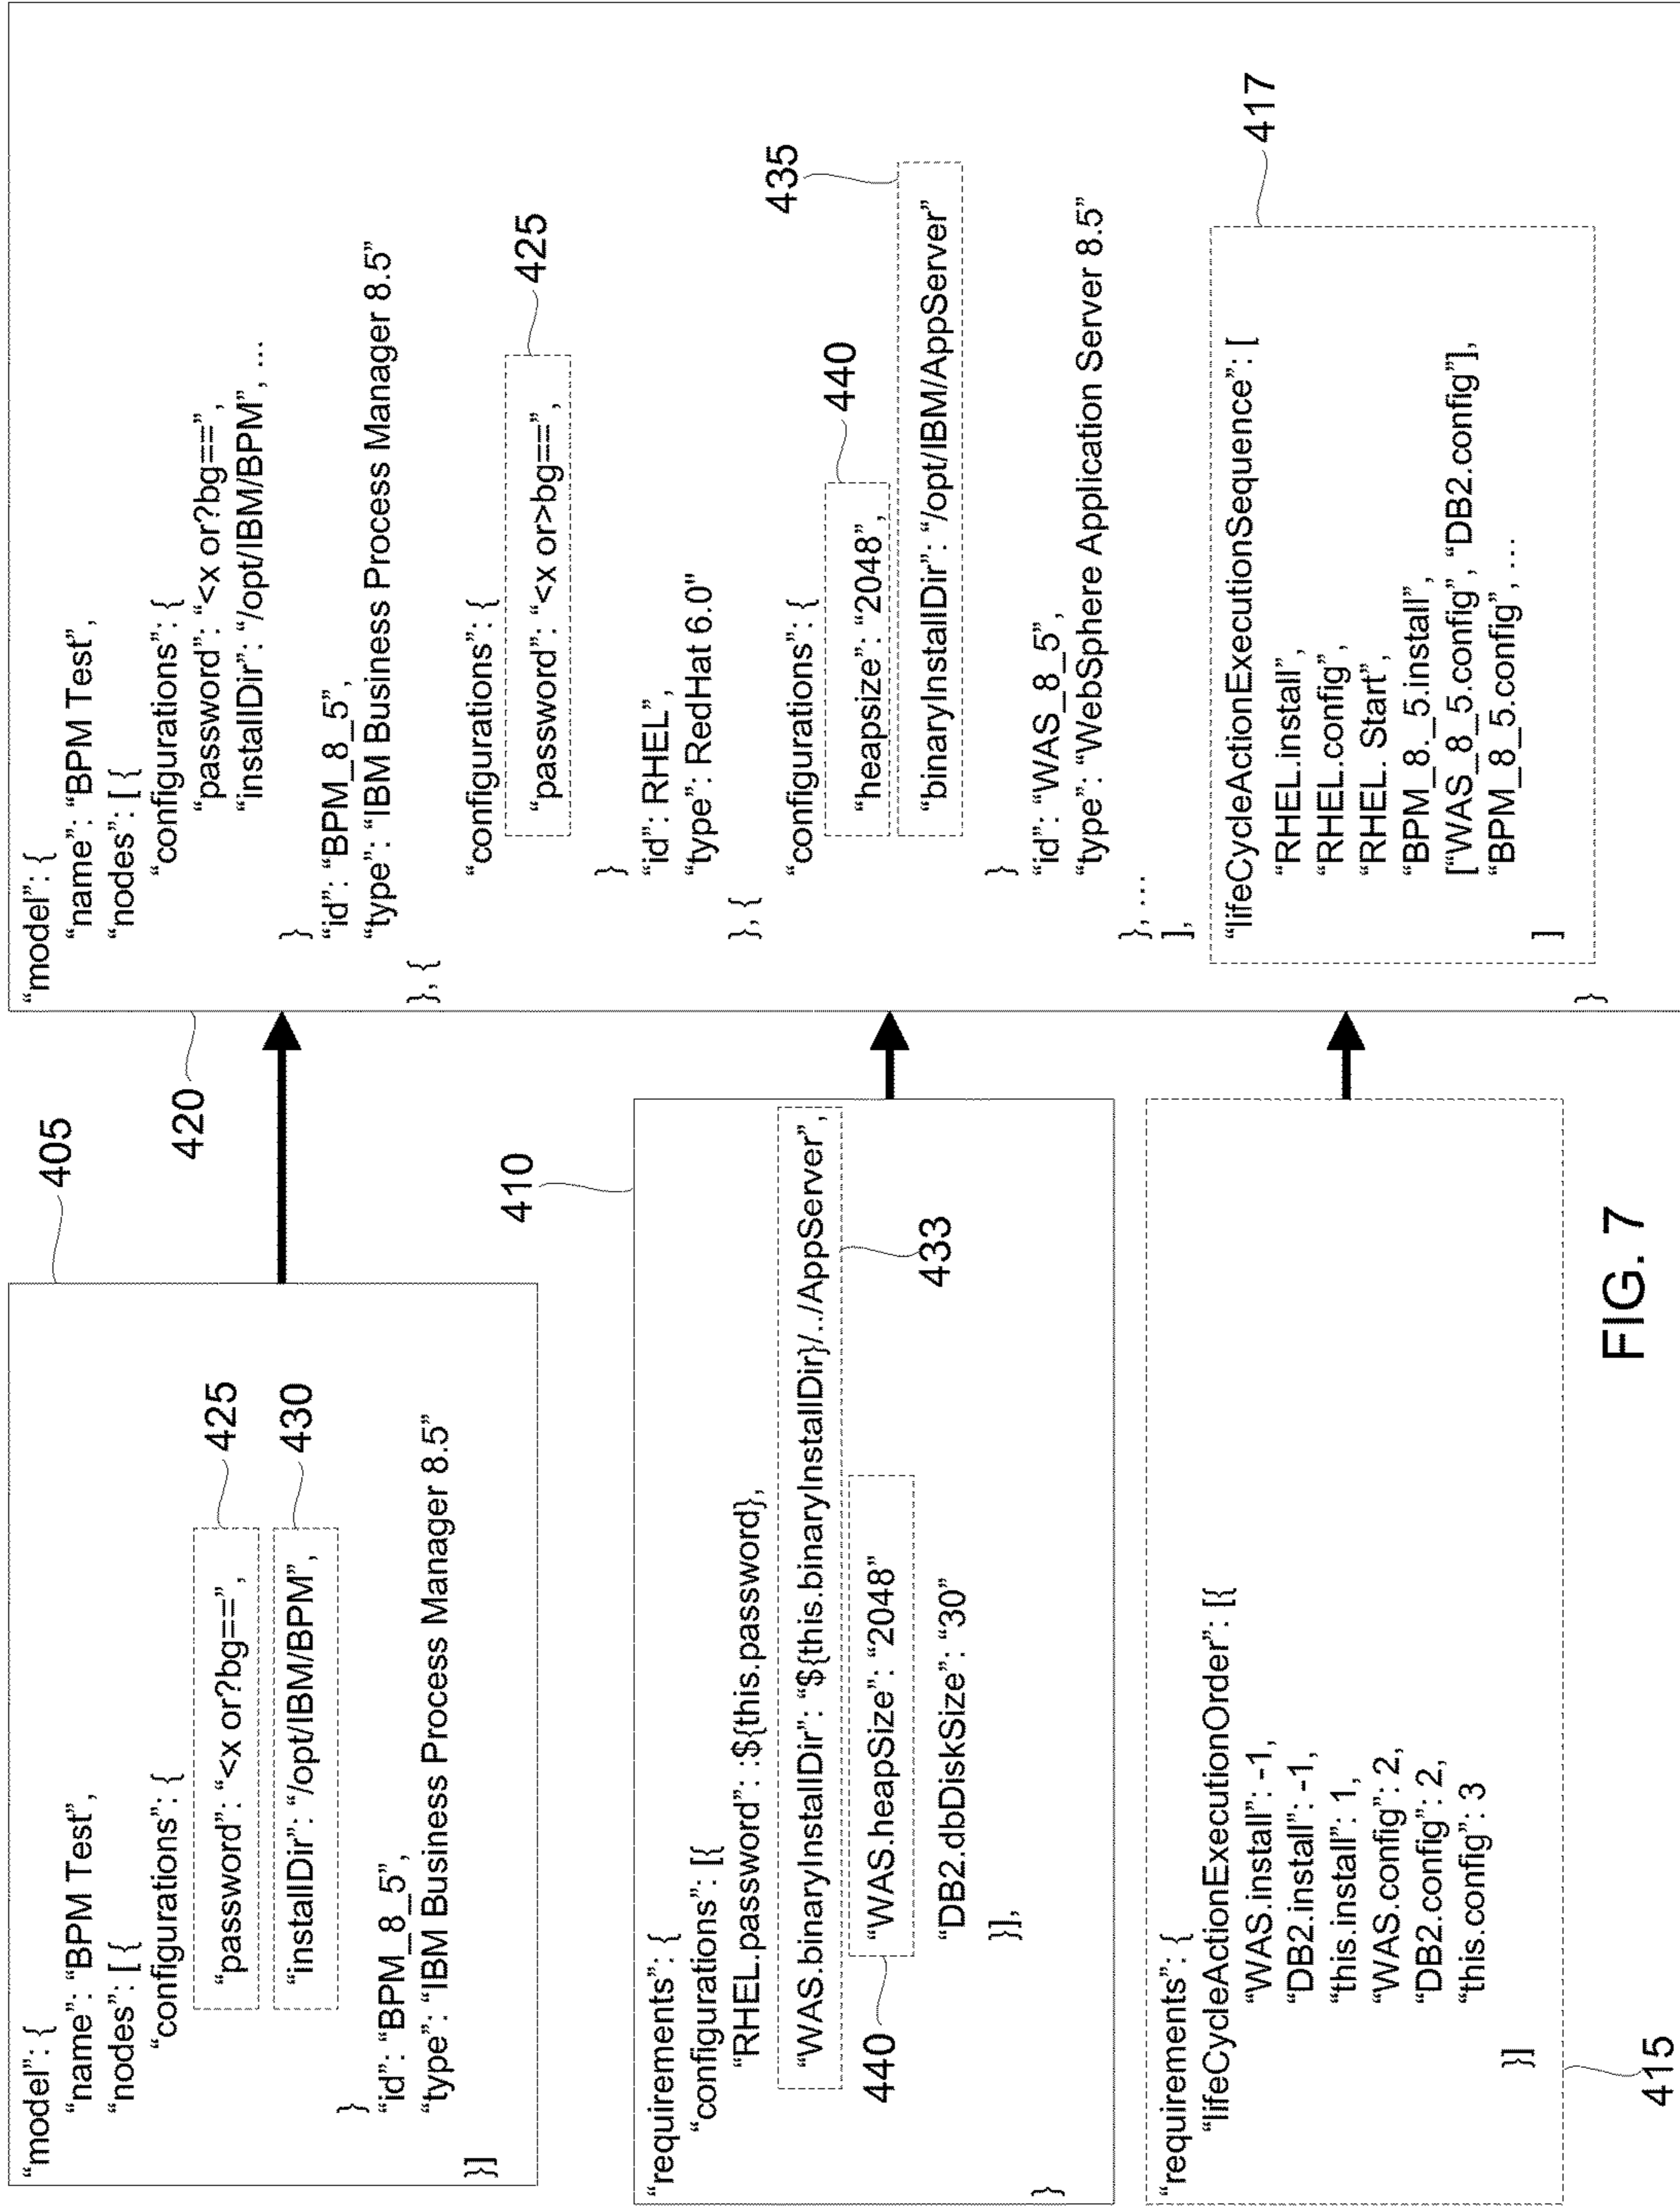 “model”: {
“name”: “BPM Test”,
“nodes”: [ {
“configurations”: {
“password”: “<x or?bg==”,
“installDir”: “/opt/IBM/BPM”,
}
“id”: “BPM_8_5”,
“type”: “IBM Business Process Manager 8.5”
}]
405
425
430
“requirements”: {
“configurations”: [{
“RHEL.password”: :${this.password},
“WAS.binaryInstallDir”: “${this.binaryInstallDir}/../AppServer”,
“WAS.heapSize”: “2048”
“DB2.dbDiskSize”: “30”
}],
}
410
433
440
“requirements”: {
“lifeCycleActionExecutionOrder”: [{
“WAS.install”: -1,
“DB2.install”: -1,
“this.install”: 1,
“WAS.config”: 2,
“DB2.config”: 2,
“this.config”: 3
}]
415
420
“model”: {
“name”: “BPM Test”,
“nodes”: [ {
“configurations”: {
“password”: “<x or?bg==”,
“installDir”: “/opt/IBM/BPM”, ...
}
“id”: “BPM_8_5”,
“type”: “IBM Business Process Manager 8.5”
}, {
“configurations”: {
“password”: “<x or>bg==”,
425
}
“id”: RHEL”,
“type”: RedHat 6.0"
}, {
“configurations”: {
“heapsize”: “2048”,
440
“binaryInstallDir”: “/opt/IBM/AppServer”
435
}
“id”: “WAS_8_5”,
“type”: “WebSphere Application Server 8.5”
}, ...
],
“lifeCycleActionExecutionSequence”: [
“RHEL.install”,
“RHEL.config”,
“RHEL. Start”,
“BPM_8._5.install”,
[“WAS_8_5.config”, “DB2.config”],
“BPM_8_5.config”, ...
]
417
}
FIG. 7